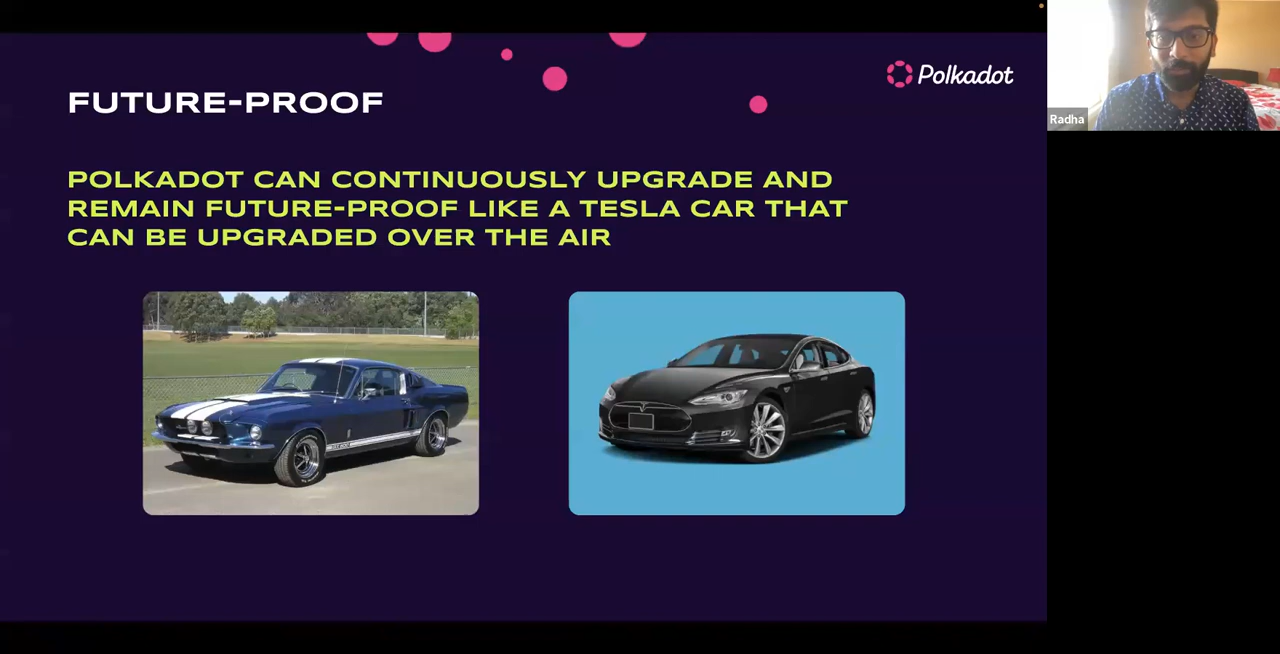 FUTURE-PROOF
Polkadot
POLKADOT CAN CONTINUOUSLY UPGRADE AND
REMAIN FUTURE-PROOF LIKE A TESLA CAR THAT
CAN BE UPGRADED OVER THE AIR
Radha